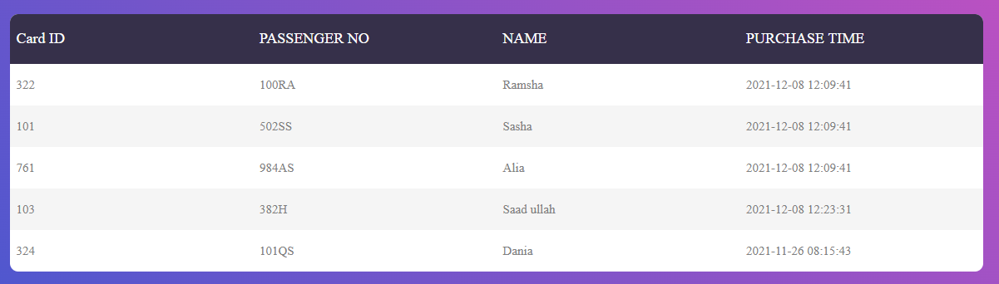 Card ID PASSENGER NO NAME PURCHASE TIME
322 100RA Ramsha 2021-12-08 12:09:41
101 502SS Sasha 2021-12-08 12:09:41
761 984AS Alia 2021-12-08 12:09:41
103 382H Saad ullah 2021-12-08 12:23:31
324 101QS Dania 2021-11-26 08:15:43